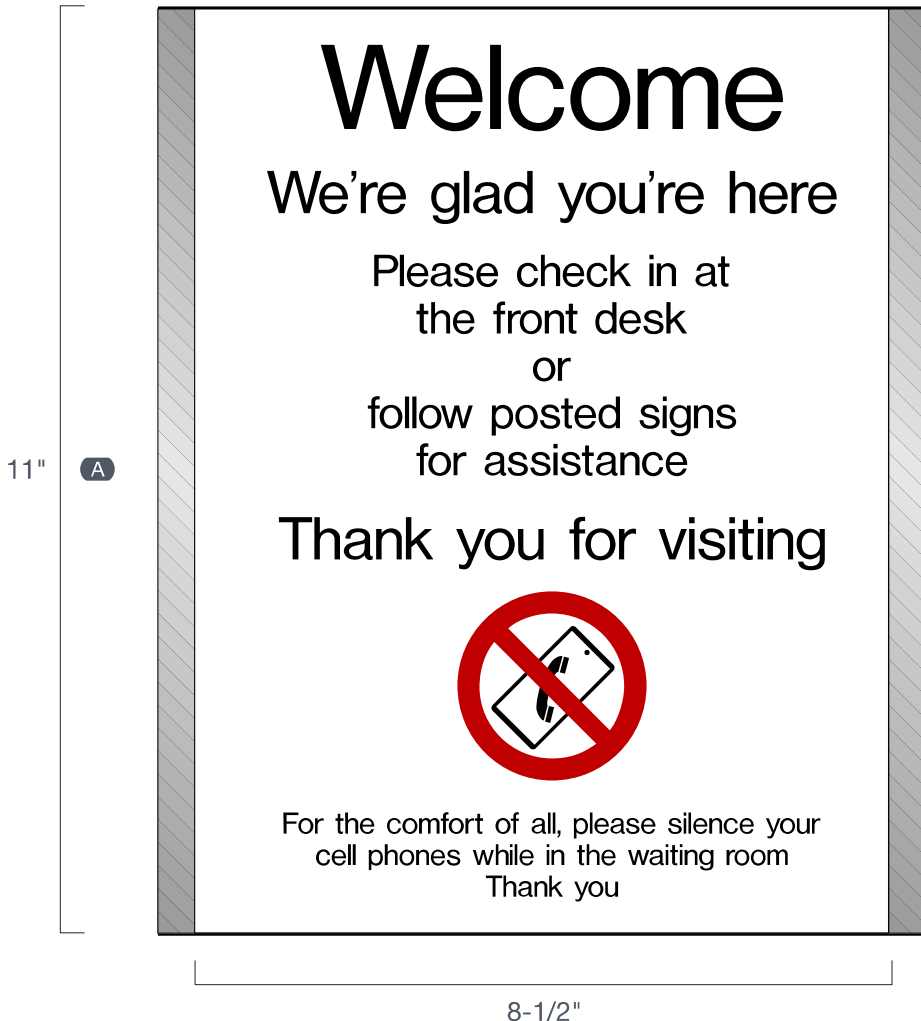 Welcome
We’re glad you’re here
Please check in at
the front desk
or
follow posted signs
for assistance
11"
A
Thank you for visiting
For the comfort of all, please silence your
cell phones while in the waiting room
Thank you
8-1/2"